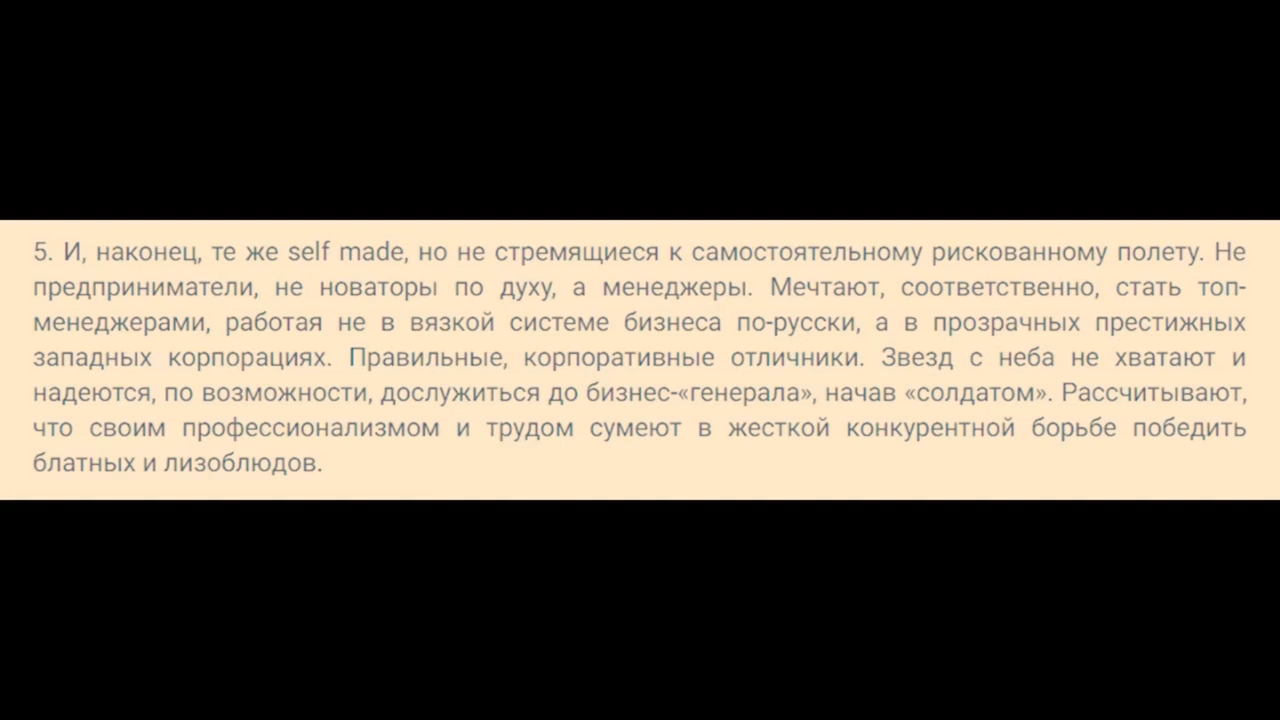 5. И, наконец, те же self made, но не стремящиеся к самостоятельному рискованному полету. Не
предприниматели, не новаторы по духу, а менеджеры. Мечтают, соответственно, стать топ-
менеджерами, работая не в вязкой системе бизнеса по-русски, а в прозрачных престижных
западных корпорациях. Правильные, корпоративные отличники. Звезд с неба не хватают и
надеются, по возможности, дослужиться до бизнес-«генерала», начав «солдатом». Рассчитывают,
что своим профессионализмом и трудом сумеют в жесткой конкурентной борьбе победить
блатных и лизоблюдов.